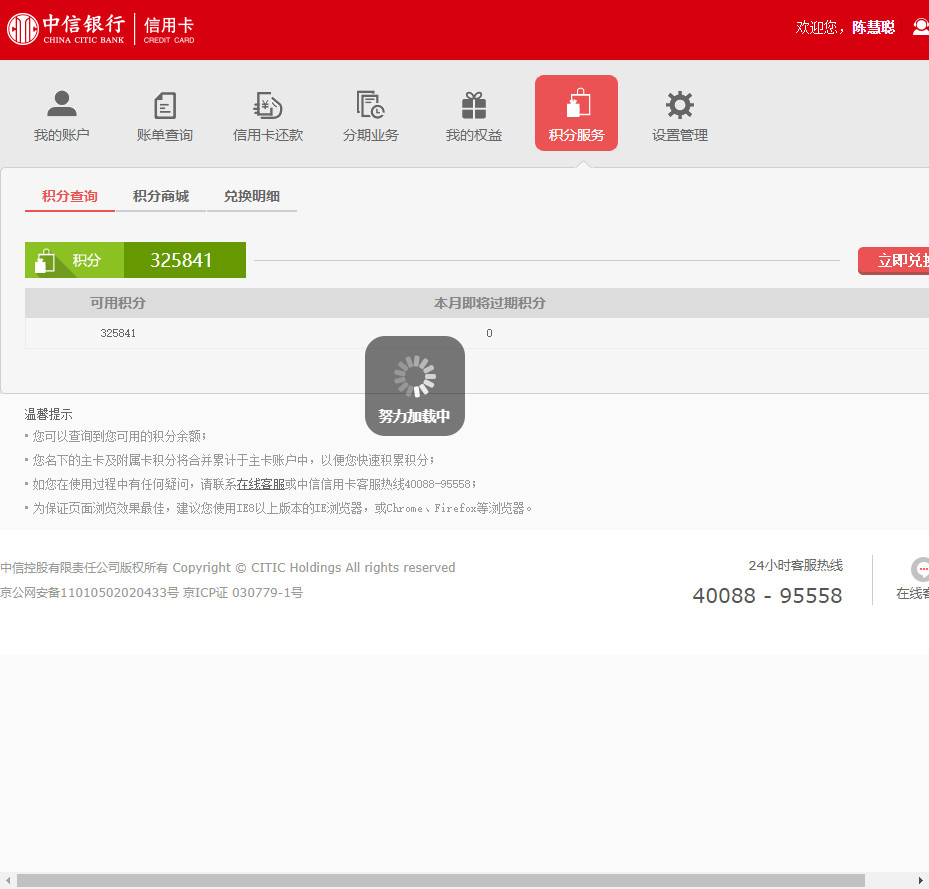 中信银行 信用卡
CHINA CITIC BANK CREDIT CARD
欢迎您，陈慧聪
我的账户 账单查询 信用卡还款 分期业务 我的权益 积分服务 设置管理
积分查询 积分商城 兑换明细
积分 325841
立即兑换
可用积分 本月即将过期积分
325841 0
努力加载中
温馨提示
• 您可以查询到您可用的积分余额；
• 您名下的主卡及附属卡积分将合并累计于主卡账户中，以便您快速积累积分；
• 如您在使用过程中有任何疑问，请联系在线客服或中信信用卡客服热线40088-95558；
• 为保证页面浏览效果最佳，建议您使用IE8以上版本的IE浏览器，或Chrome、Firefox等浏览器。
中信控股有限责任公司版权所有 Copyright © CITIC Holdings All rights reserved
京公网安备11010502020433号 京ICP证 030779-1号
24小时客服热线
40088 - 95558
在线客